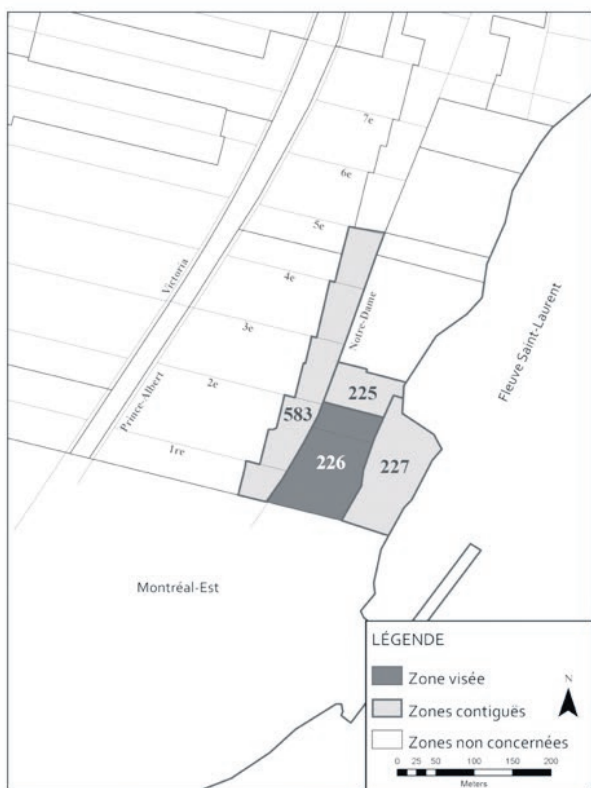 7e
6e
5e
4e
Victoria
Notre-Dame
Fleuve Saint-Laurent
3e
2e
Prince-Albert
225
583
1re
226
227
Montréal-Est
LÉGENDE
Zone visée
N
Zones contiguës
Zones non concernées
0 25 50 100 150 200
Meters